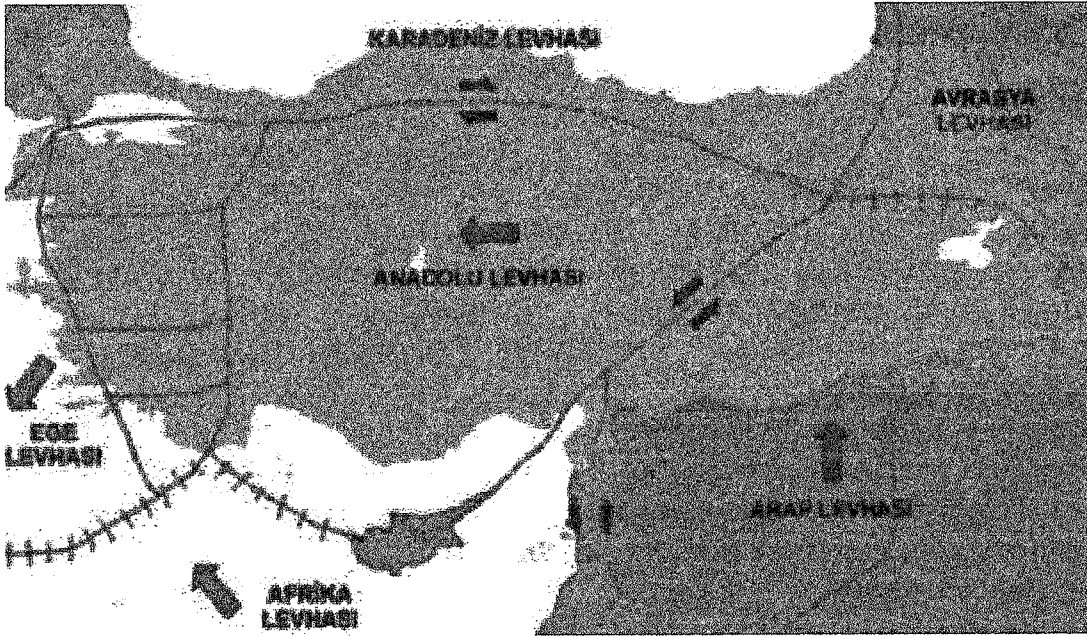 KARADENİZ LEVHASI
AVRASYA
LEVHASI
ANADOLU LEVHASI
EGE
LEVHASI
ARAP LEVHASI
AFRİKA
LEVHASI